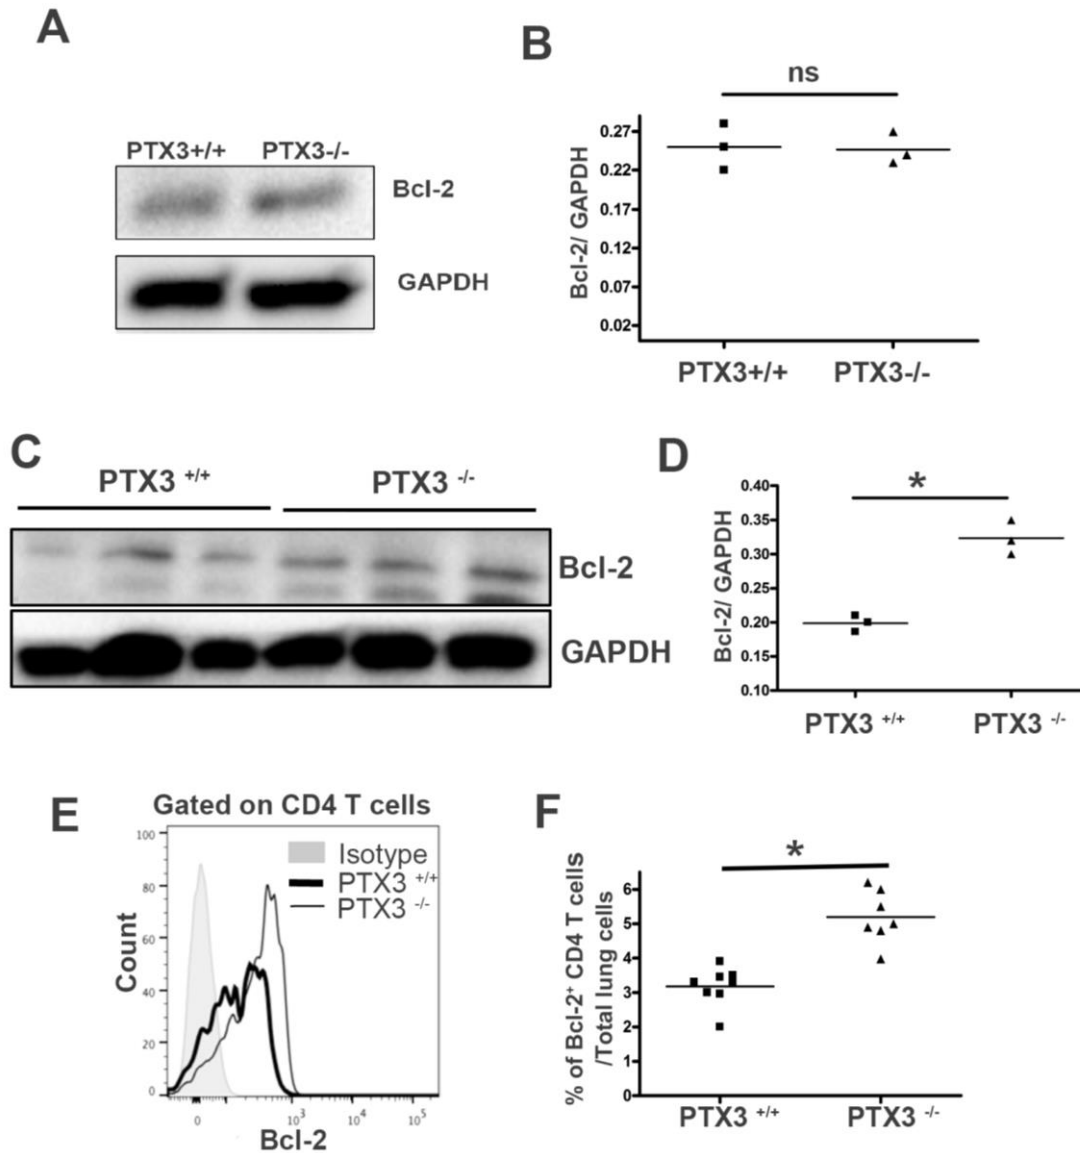 A
PTX3+/+ PTX3-/-
Bcl-2
GAPDH
B
ns
Bcl-2/ GAPDH
0.27
0.22
0.17
0.12
0.07
0.02
PTX3+/+ PTX3-/-
C
PTX3 +/+ PTX3 -/-
Bcl-2
GAPDH
D
*
Bcl-2/ GAPDH
0.40
0.35
0.30
0.25
0.20
0.15
0.10
PTX3 +/+ PTX3 -/-
E
Gated on CD4 T cells
Isotype
PTX3 +/+
PTX3 -/-
Count
100
80
60
40
20
0
0 10³ 10⁴ 10⁵
Bcl-2
F
*
% of Bcl-2⁺ CD4 T cells
/Total lung cells
6
5
4
3
2
1
0
PTX3 +/+ PTX3 -/-